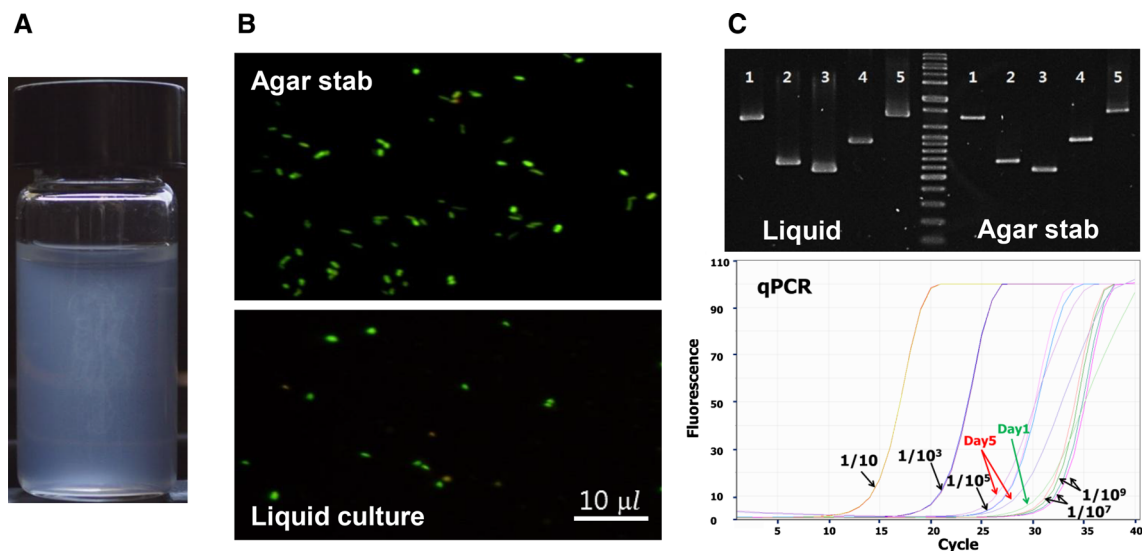 A
B
C
Agar stab
Liquid culture
10 μl
1 2 3 4 5 1 2 3 4 5
Liquid Agar stab
110
90
70
50
30
10
0
Fluorescence
qPCR
1/10
1/10³
1/10⁵
Day5
Day1
1/10⁹
1/10⁷
5 10 15 20 25 30 35 40
Cycle